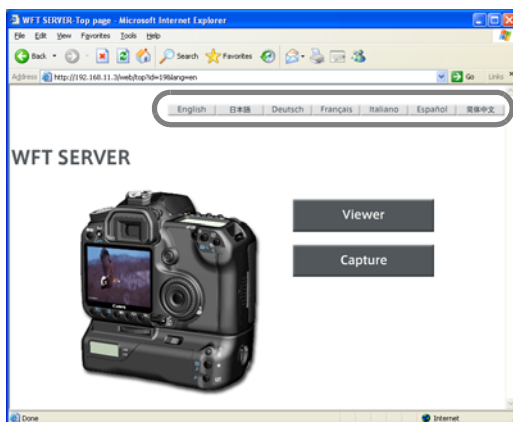 WFT SERVER-Top page - Microsoft Internet Explorer
File Edit View Favorites Tools Help
Back Search Favorites
Address http://192.168.11.3/web/top?id=198&lang=en Go Links
English 日本語 Deutsch Français Italiano Español 简体中文
WFT SERVER
Viewer
Capture
Canon
Done Internet